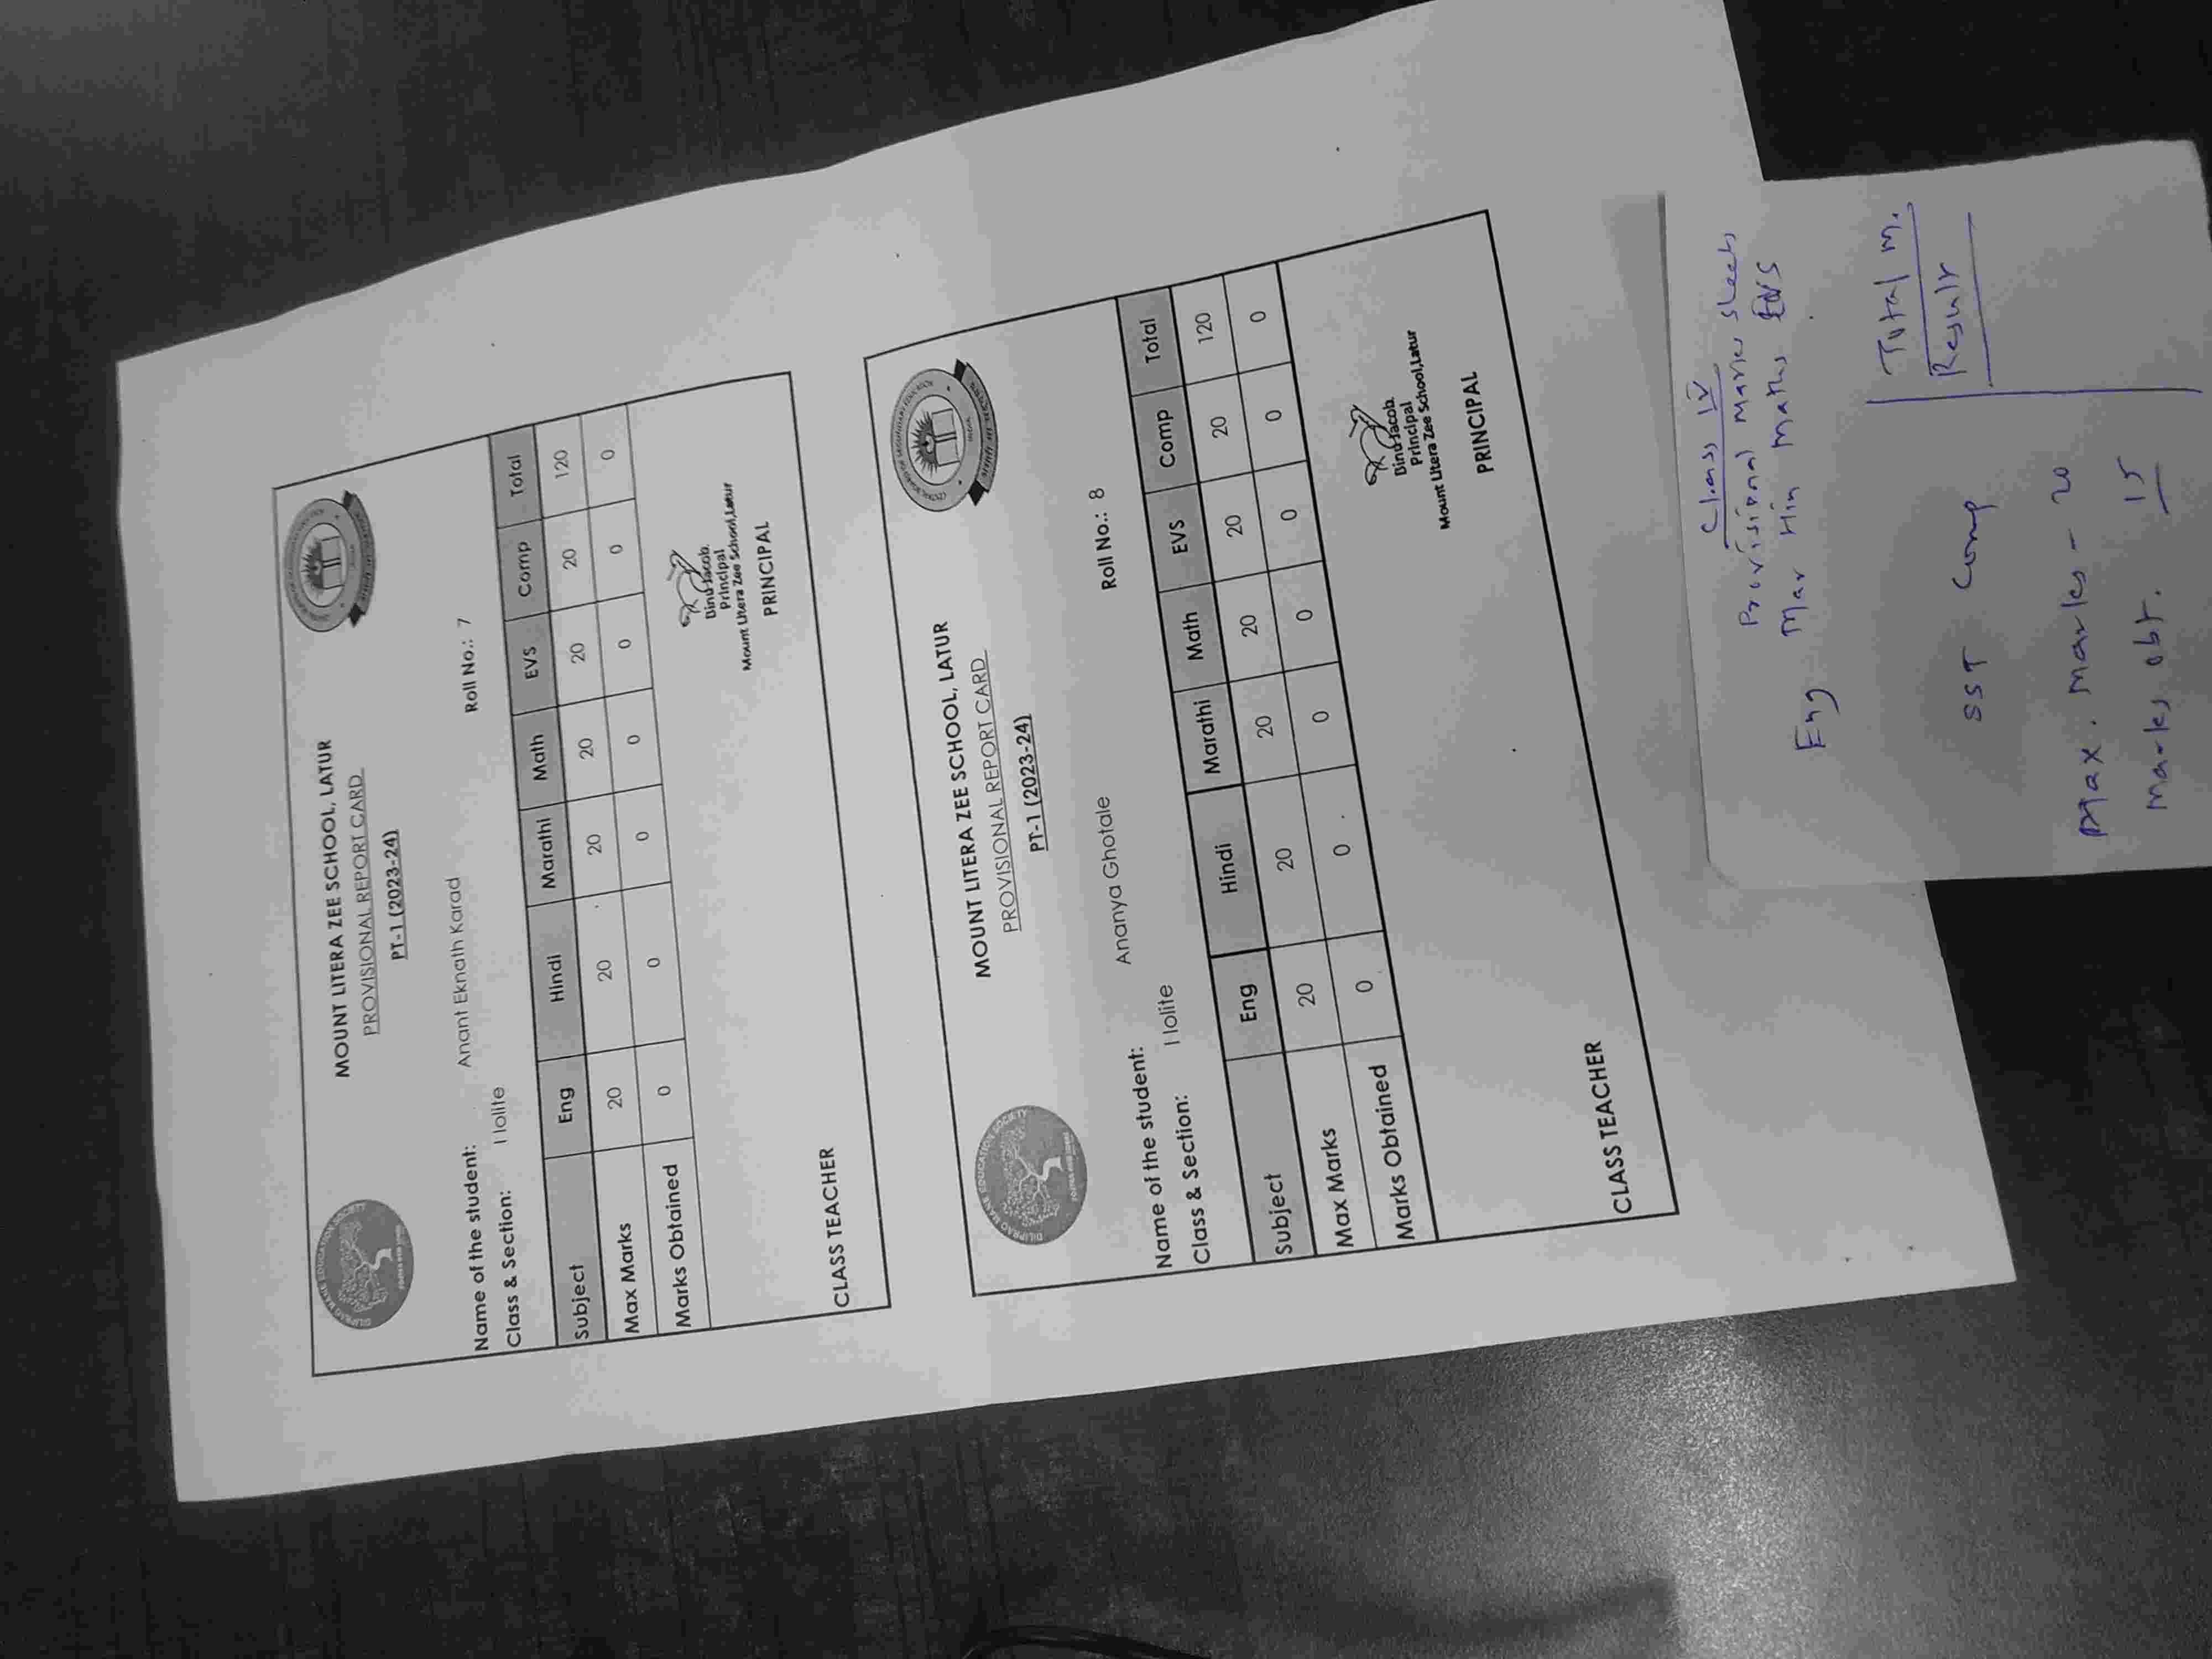 MOUNT LITERA ZEE SCHOOL, LATUR
PROVISIONAL REPORT CARD
PT-1 (2023-24)
Name of the student: Anant Eknath Karad Roll No.: 7
Class & Section: I Iolite
Subject Eng Hindi Marathi Math EVS Comp Total
Max Marks 20 20 20 20 20 20 120
Marks Obtained 0 0 0 0 0 0 0
Binu Jacob.
Principal
Mount Litera Zee School,Latur
CLASS TEACHER PRINCIPAL
MOUNT LITERA ZEE SCHOOL, LATUR
PROVISIONAL REPORT CARD
PT-1 (2023-24)
Name of the student: Ananya Ghotale Roll No.: 8
Class & Section: I Iolite
Subject Eng Hindi Marathi Math EVS Comp Total
Max Marks 20 20 20 20 20 20 120
Marks Obtained 0 0 0 0 0 0 0
Binu Jacob.
Principal
Mount Litera Zee School,Latur
CLASS TEACHER PRINCIPAL
Class IV
Provisional Marks sheets
Eng Mar Hin Maths EVS
SST Comp Total M.
Result
Max. Marks - 20
Marks obt. 15